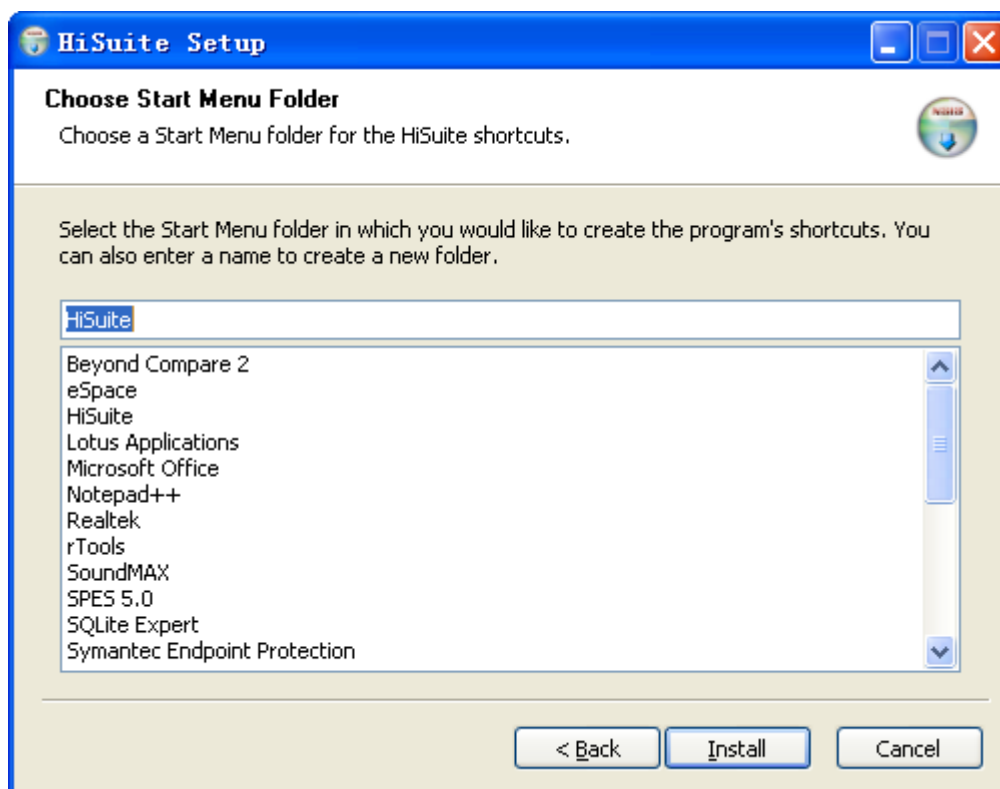 HiSuite Setup
Choose Start Menu Folder
Choose a Start Menu folder for the HiSuite shortcuts.
Select the Start Menu folder in which you would like to create the program's shortcuts. You
can also enter a name to create a new folder.
HiSuite
Beyond Compare 2
eSpace
HiSuite
Lotus Applications
Microsoft Office
Notepad++
Realtek
rTools
SoundMAX
SPES 5.0
SQLite Expert
Symantec Endpoint Protection
< Back
Install
Cancel